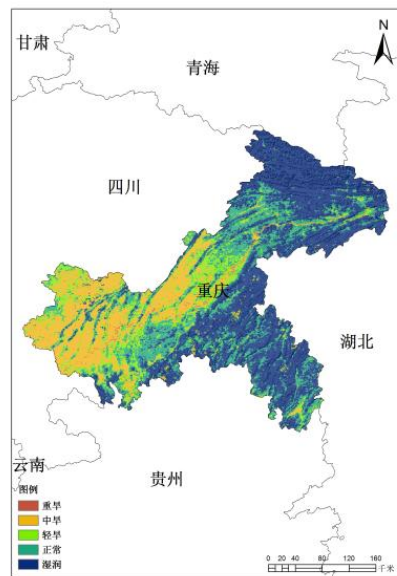 N
甘肃
青海
四川
重庆
湖北
云南
贵州
图例
重旱
中旱
轻旱
正常
湿润
0 20 40 80 120 160
千米